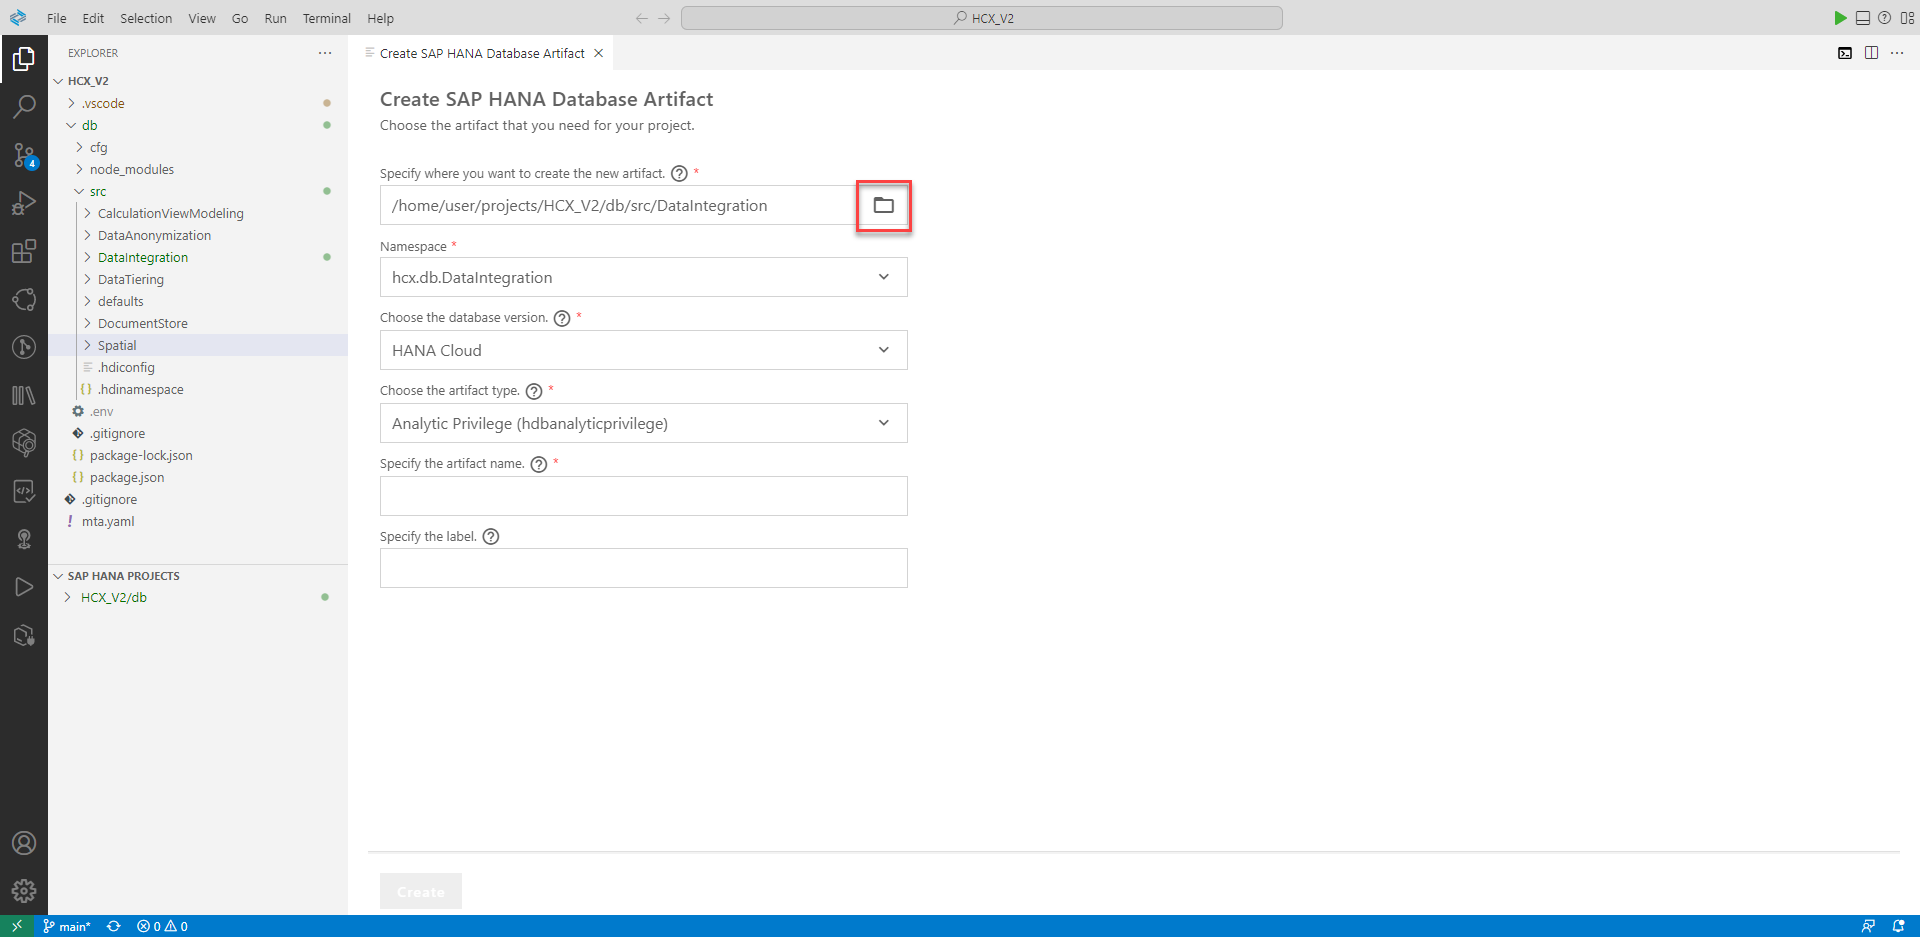 File Edit Selection View Go Run Terminal Help
HCX_V2
EXPLORER
HCX_V2
.vscode
db
cfg
node_modules
src
CalculationViewModeling
DataAnonymization
DataIntegration
DataTiering
defaults
DocumentStore
Spatial
.hdiconfig
{} .hdinamespace
.env
.gitignore
{} package-lock.json
{} package.json
.gitignore
! mta.yaml
SAP HANA PROJECTS
HCX_V2/db
4
Create SAP HANA Database Artifact
Create SAP HANA Database Artifact
Choose the artifact that you need for your project.
Specify where you want to create the new artifact. ? *
/home/user/projects/HCX_V2/db/src/DataIntegration
Namespace *
hcx.db.DataIntegration
Choose the database version. ? *
HANA Cloud
Choose the artifact type. ? *
Analytic Privilege (hdbanalyticprivilege)
Specify the artifact name. ? *
Specify the label. ?
Create
main* 0 0